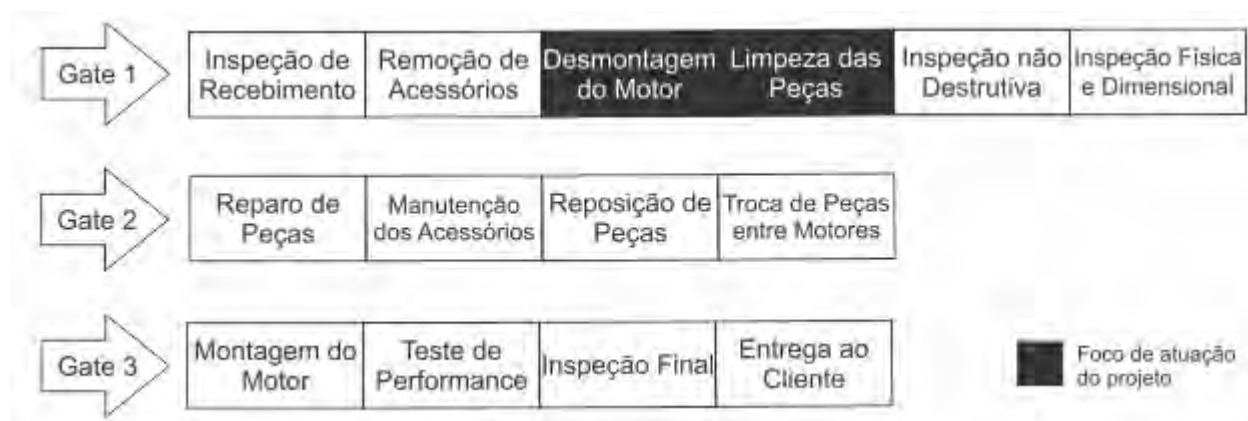 Gate 1
Inspeção de
Recebimento
Remoção de
Acessórios
Desmontagem
do Motor
Limpeza das
Peças
Inspeção não
Destrutiva
Inspeção Física
e Dimensional
Gate 2
Reparo de
Peças
Manutenção
dos Acessórios
Reposição de
Peças
Troca de Peças
entre Motores
Gate 3
Montagem do
Motor
Teste de
Performance
Inspeção Final
Entrega ao
Cliente
Foco de atuação
do projeto